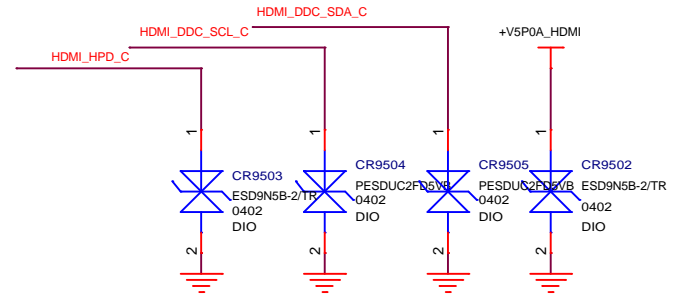 HDMI_DDC_SDA_C
HDMI_DDC_SCL_C
+V5P0A_HDMI
HDMI_HPD_C
1
1
1
1
CR9503
ESD9N5B-2/TR
0402
DIO
CR9504
PESDUC2FD5VB
0402
DIO
CR9505
PESDUC2FD5VB
0402
DIO
CR9502
ESD9N5B-2/TR
0402
DIO
2
2
2
2